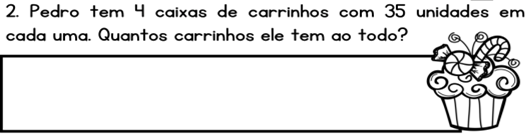 2. Pedro tem 4 caixas de carrinhos com 35 unidades em
cada uma. Quantos carrinhos ele tem ao todo?